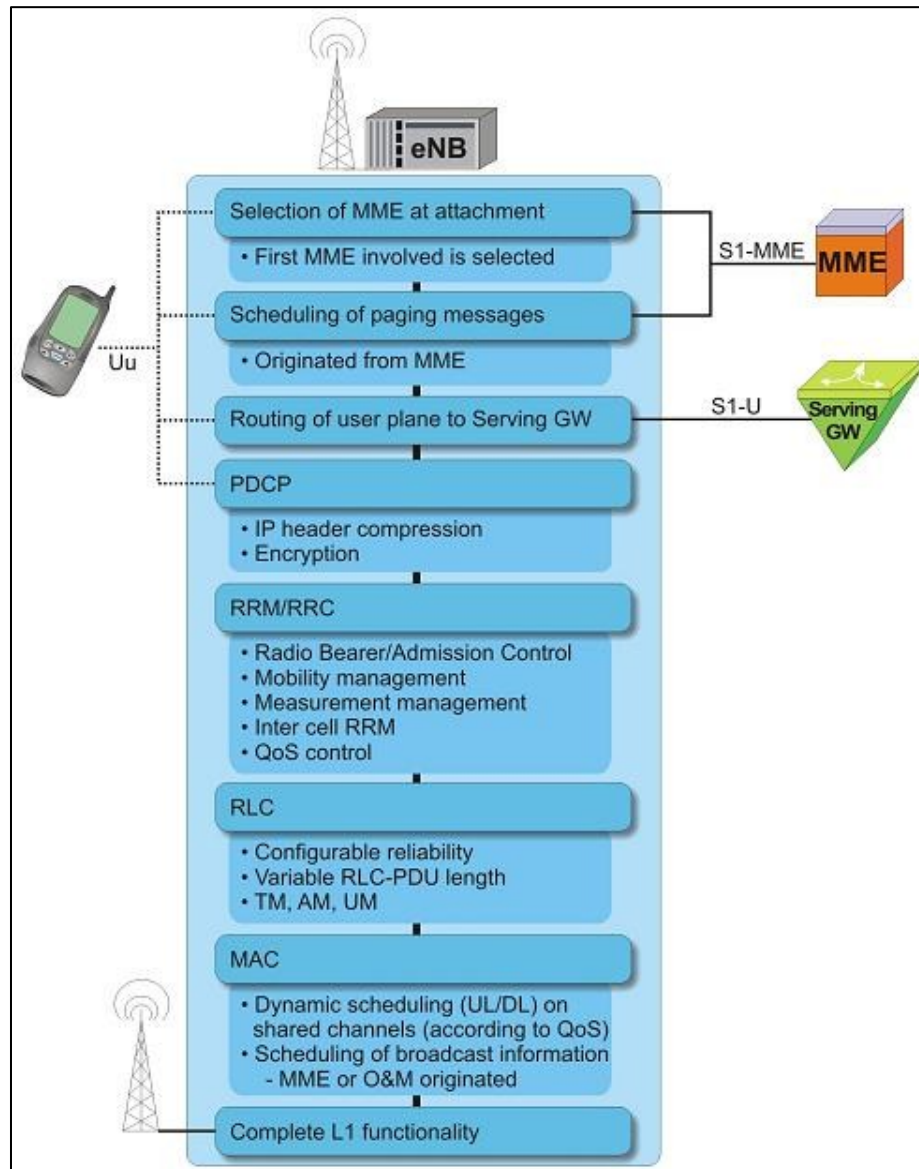 eNB
Selection of MME at attachment
• First MME involved is selected
S1-MME
MME
Scheduling of paging messages
• Originated from MME
Uu
Routing of user plane to Serving GW
S1-U
Serving
GW
PDCP
• IP header compression
• Encryption
RRM/RRC
• Radio Bearer/Admission Control
• Mobility management
• Measurement management
• Inter cell RRM
• QoS control
RLC
• Configurable reliability
• Variable RLC-PDU length
• TM, AM, UM
MAC
• Dynamic scheduling (UL/DL) on
shared channels (according to QoS)
• Scheduling of broadcast information
- MME or O&M originated
Complete L1 functionality